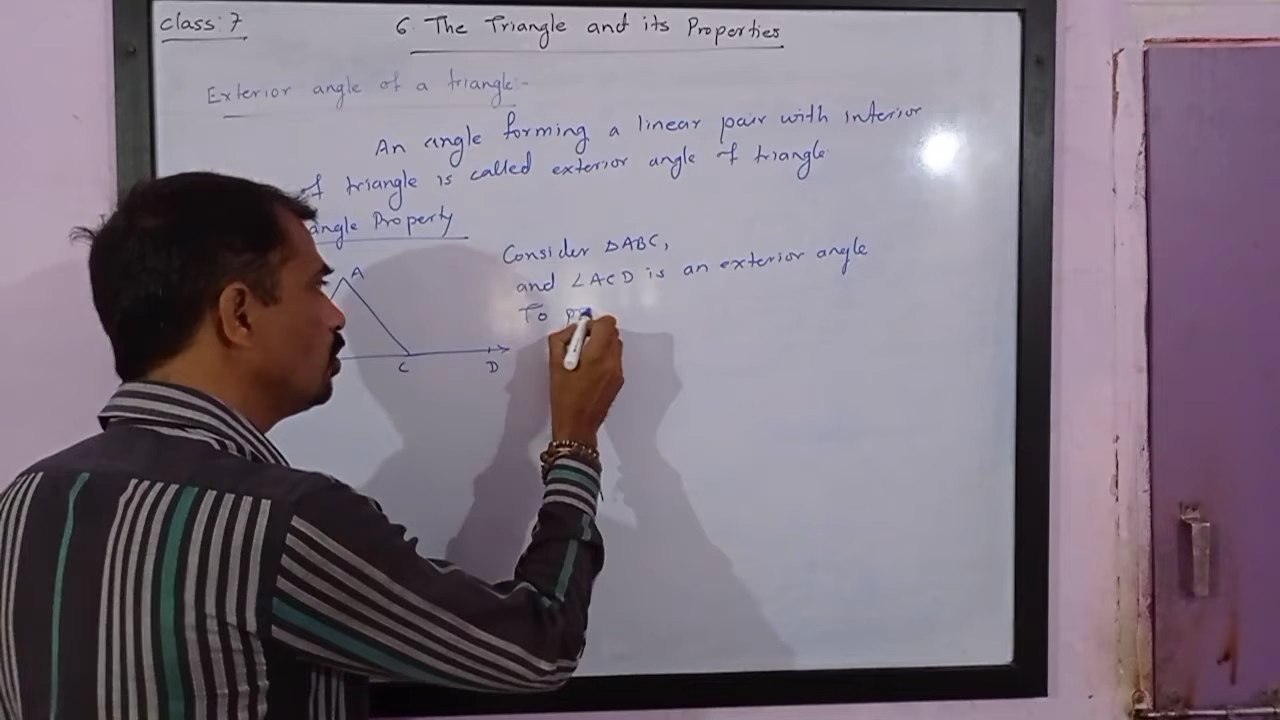 Class: 7
6. The Triangle and its Properties
Exterior angle of a triangle:-
An angle forming a linear pair with interior
of triangle is called exterior angle of triangle
angle Property
A
C
D
Consider ΔABC,
and ∠ACD is an exterior angle
To